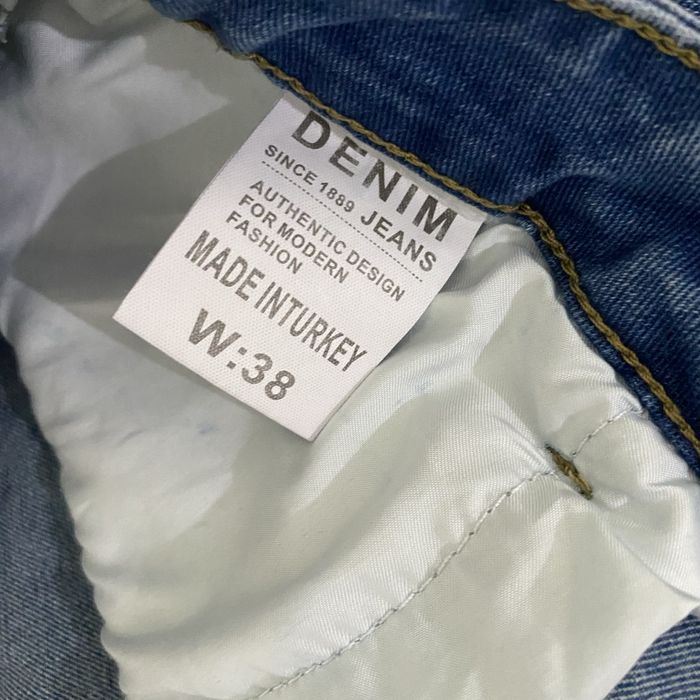 DENIM
SINCE 1889 JEANS
AUTHENTIC DESIGN
FOR MODERN
FASHION
MADE INTURKEY
W:38